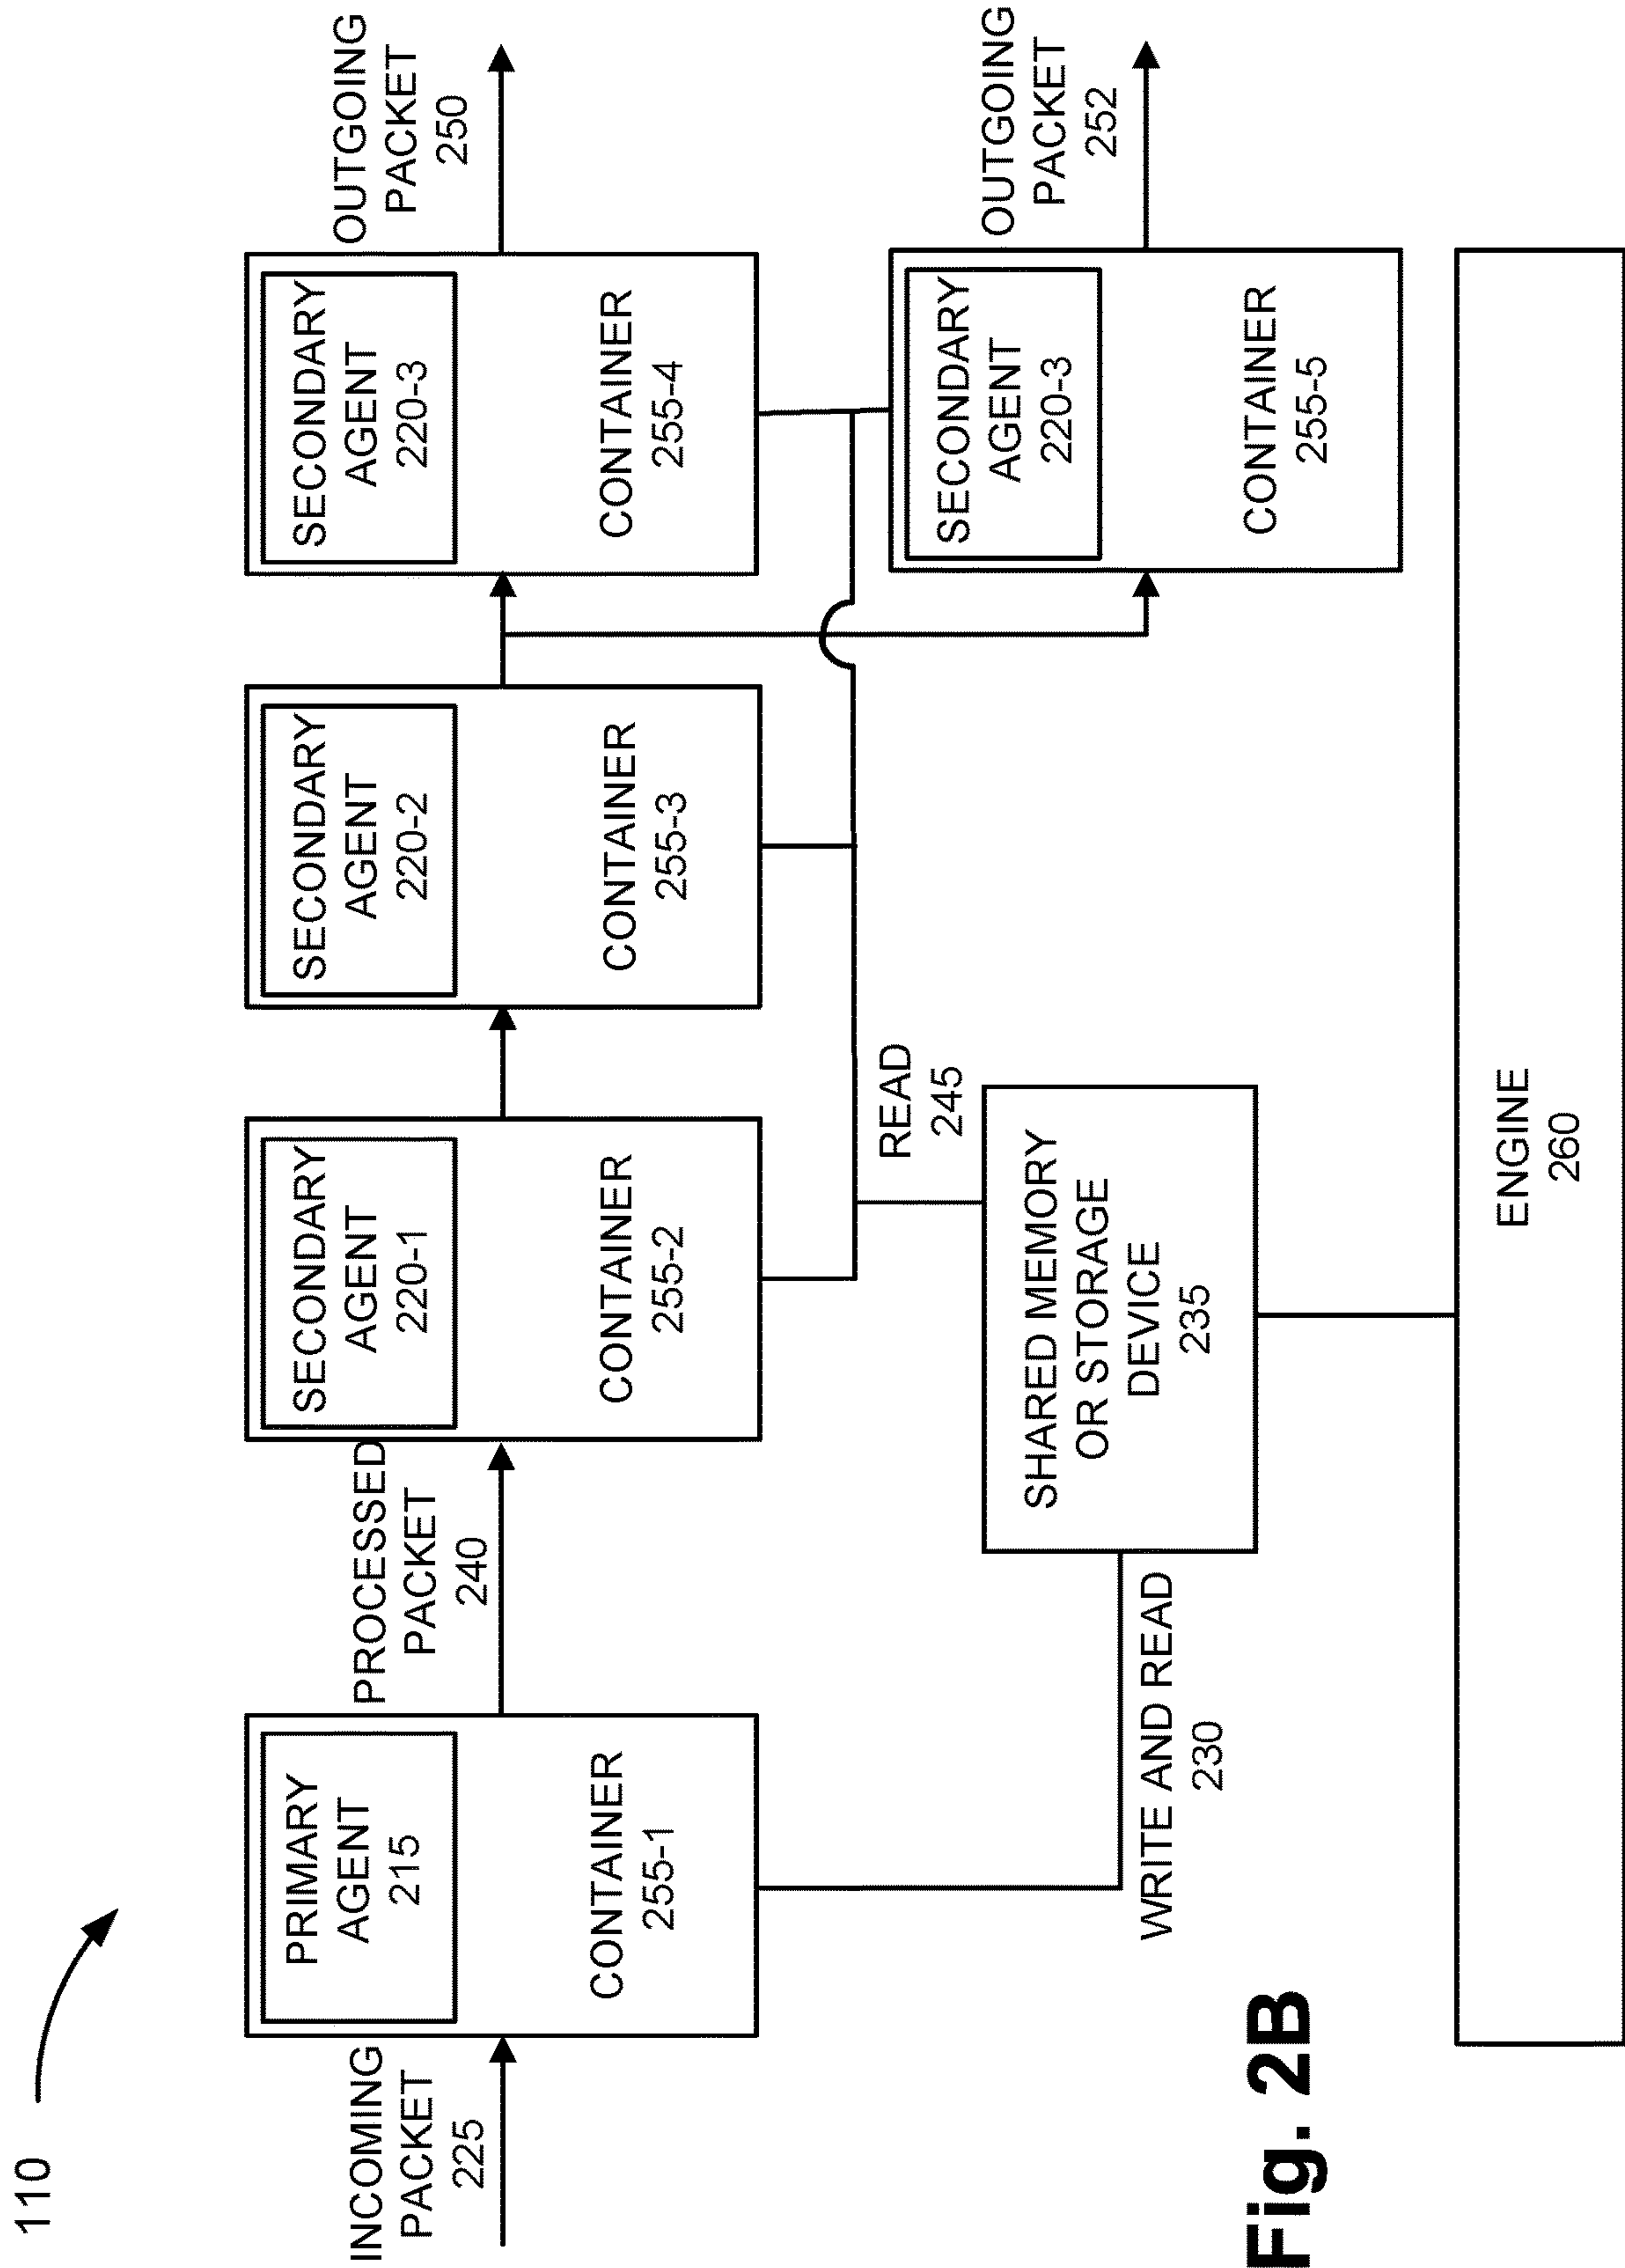 110
INCOMING
PACKET
225
PRIMARY
AGENT
215
CONTAINER
255-1
PROCESSED
PACKET
240
SECONDARY
AGENT
220-1
CONTAINER
255-2
SECONDARY
AGENT
220-2
CONTAINER
255-3
SECONDARY
AGENT
220-3
CONTAINER
255-4
OUTGOING
PACKET
250
SECONDARY
AGENT
220-3
CONTAINER
255-5
OUTGOING
PACKET
252
READ
245
WRITE AND READ
230
SHARED MEMORY
OR STORAGE
DEVICE
235
ENGINE
260
Fig. 2B